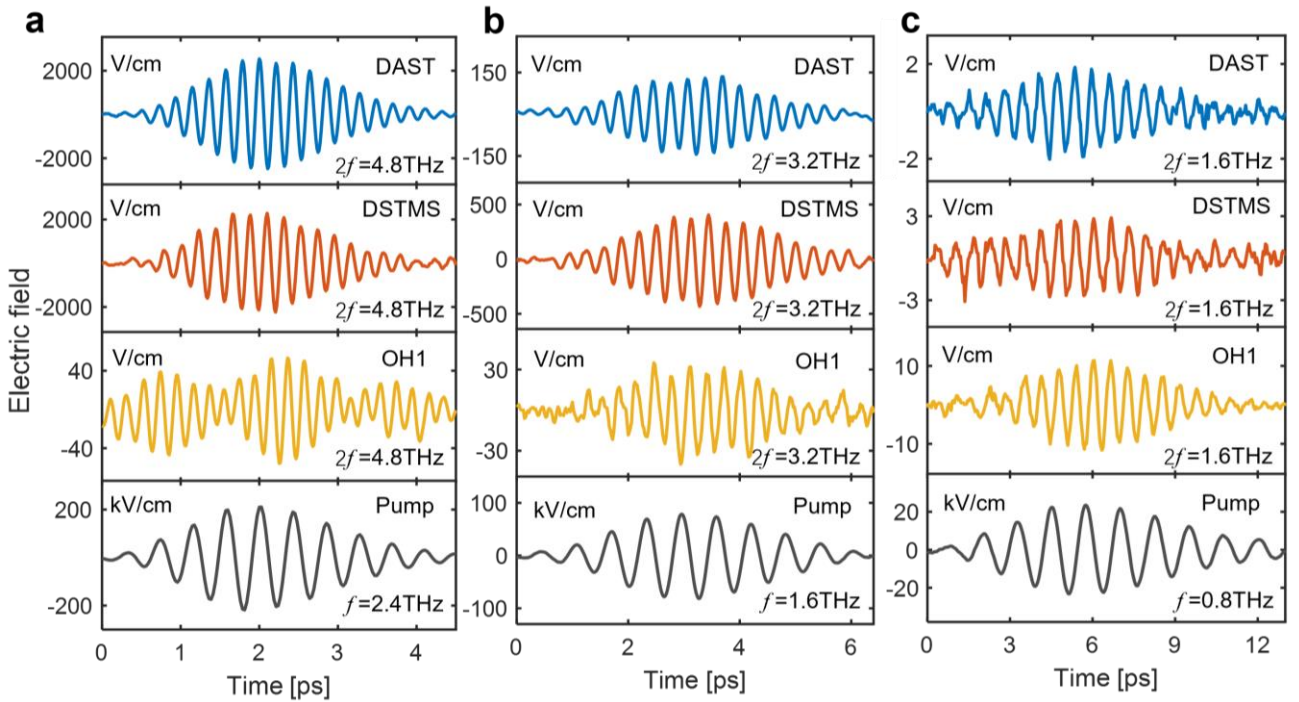 a
b
c
Electric field
V/cm
DAST
2000
-2000
2f=4.8THz
V/cm
DSTMS
2000
-2000
2f=4.8THz
V/cm
OH1
40
-40
2f=4.8THz
kV/cm
Pump
200
-200
f=2.4THz
0 1 2 3 4
Time [ps]
V/cm
DAST
150
-150
2f=3.2THz
V/cm
DSTMS
500
0
-500
2f=3.2THz
V/cm
OH1
30
-30
2f=3.2THz
kV/cm
Pump
100
0
-100
f=1.6THz
0 2 4 6
Time [ps]
V/cm
DAST
2
-2
2f=1.6THz
V/cm
DSTMS
3
-3
2f=1.6THz
V/cm
OH1
10
-10
2f=1.6THz
kV/cm
Pump
20
0
-20
f=0.8THz
0 3 6 9 12
Time [ps]